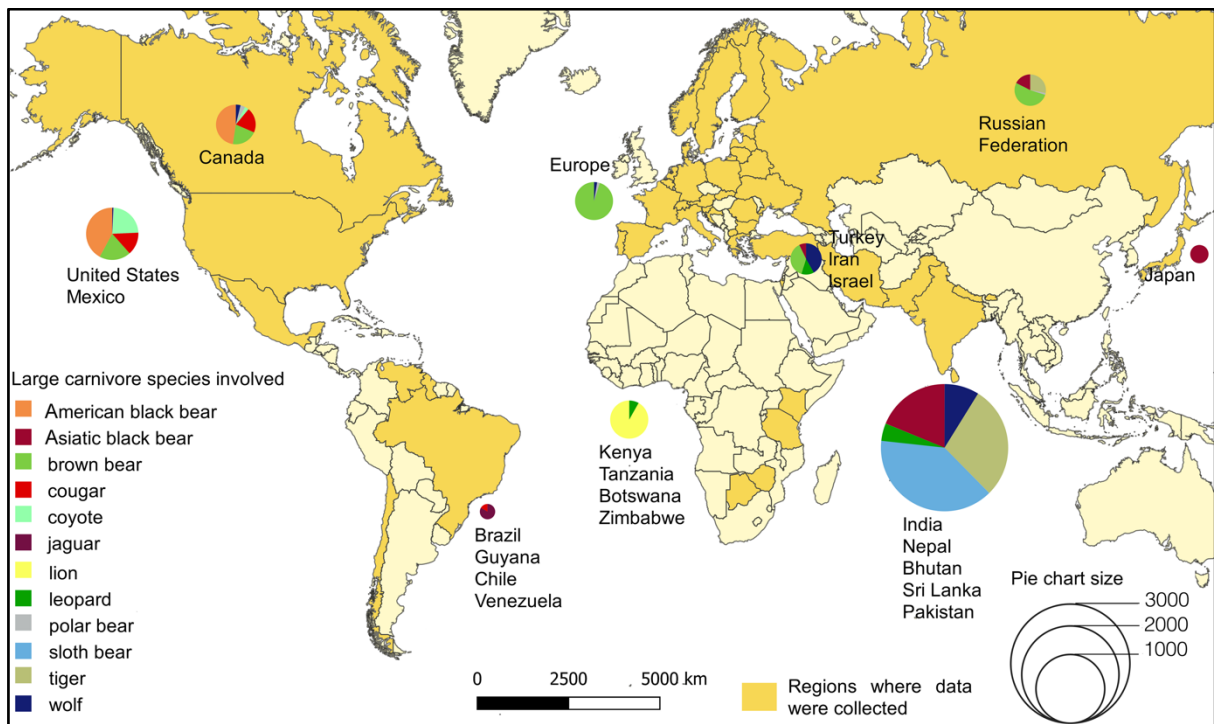 Canada
United States
Mexico
Europe
Turkey
Iran
Israel
Russian
Federation
Japan
Large carnivore species involved
American black bear
Asiatic black bear
brown bear
cougar
coyote
jaguar
lion
leopard
polar bear
sloth bear
tiger
wolf
Brazil
Guyana
Chile
Venezuela
Kenya
Tanzania
Botswana
Zimbabwe
India
Nepal
Bhutan
Sri Lanka
Pakistan
Pie chart size
3000
2000
1000
0 2500 5000 km
Regions where data
were collected